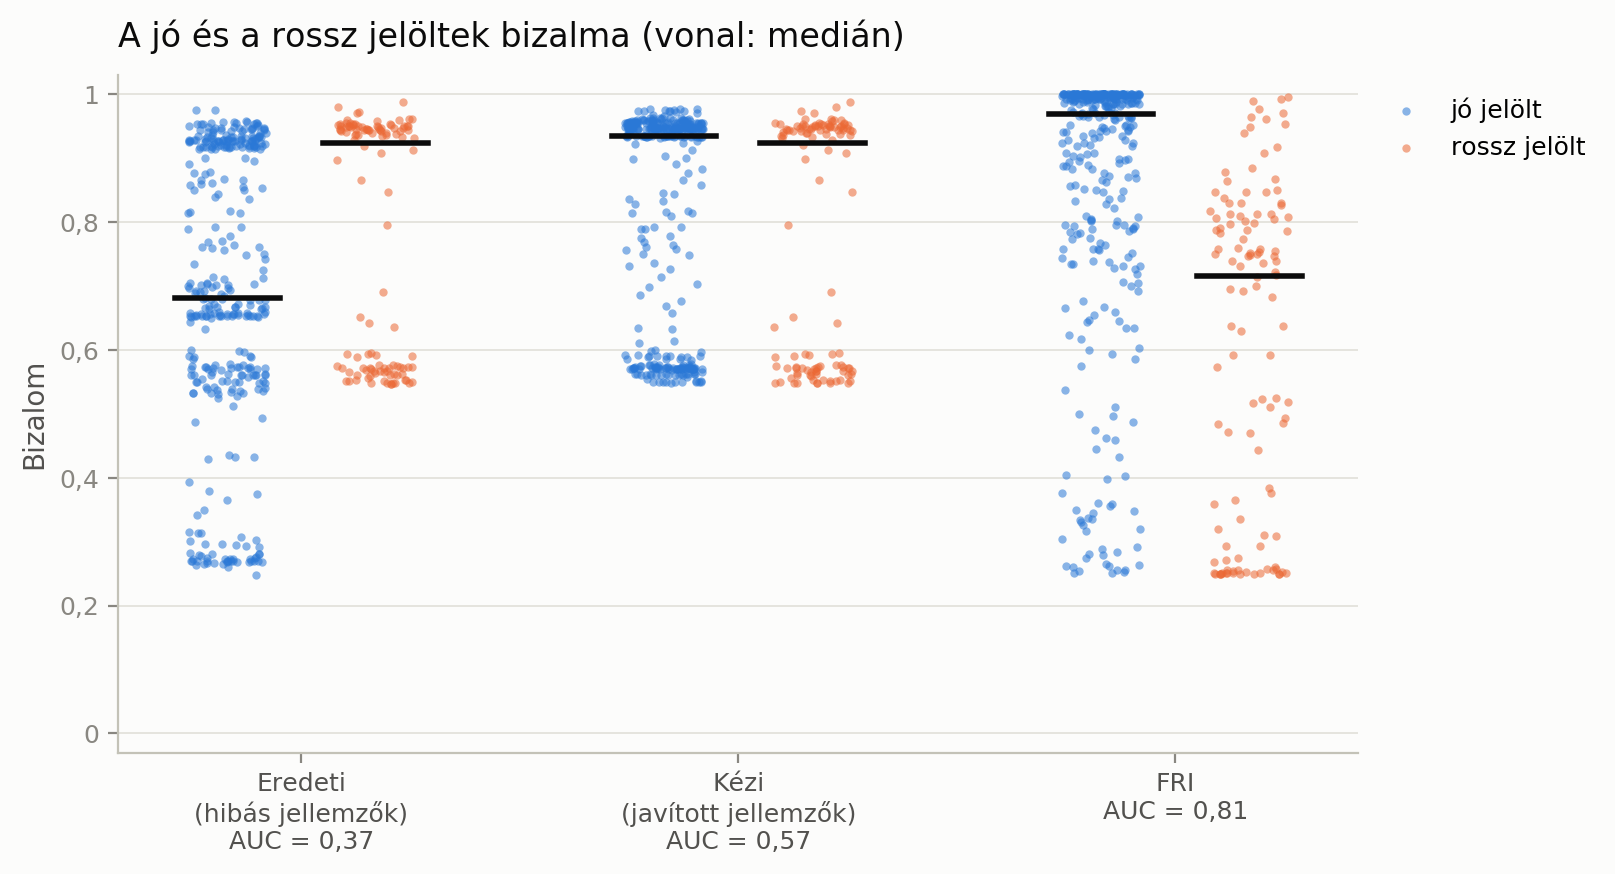 A jó és a rossz jelöltek bizalma (vonal: medián)
jó jelölt
rossz jelölt
Bizalom
1
0,8
0,6
0,4
0,2
0
Eredeti
(hibás jellemzők)
AUC = 0,37
Kézi
(javított jellemzők)
AUC = 0,57
FRI
AUC = 0,81